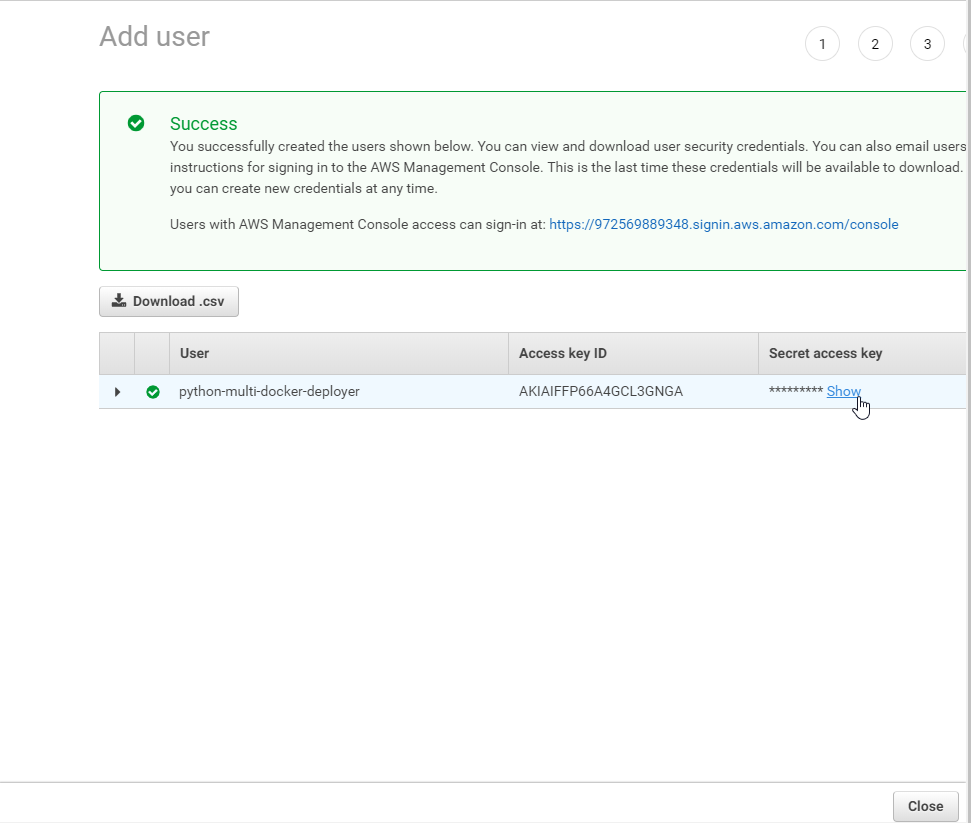 Add user
1 2 3
Success
You successfully created the users shown below. You can view and download user security credentials. You can also email users
instructions for signing in to the AWS Management Console. This is the last time these credentials will be available to download.
you can create new credentials at any time.
Users with AWS Management Console access can sign-in at: https://972569889348.signin.aws.amazon.com/console
Download .csv
User Access key ID Secret access key
python-multi-docker-deployer AKIAIFFP66A4GCL3GNGA ********* Show
Close